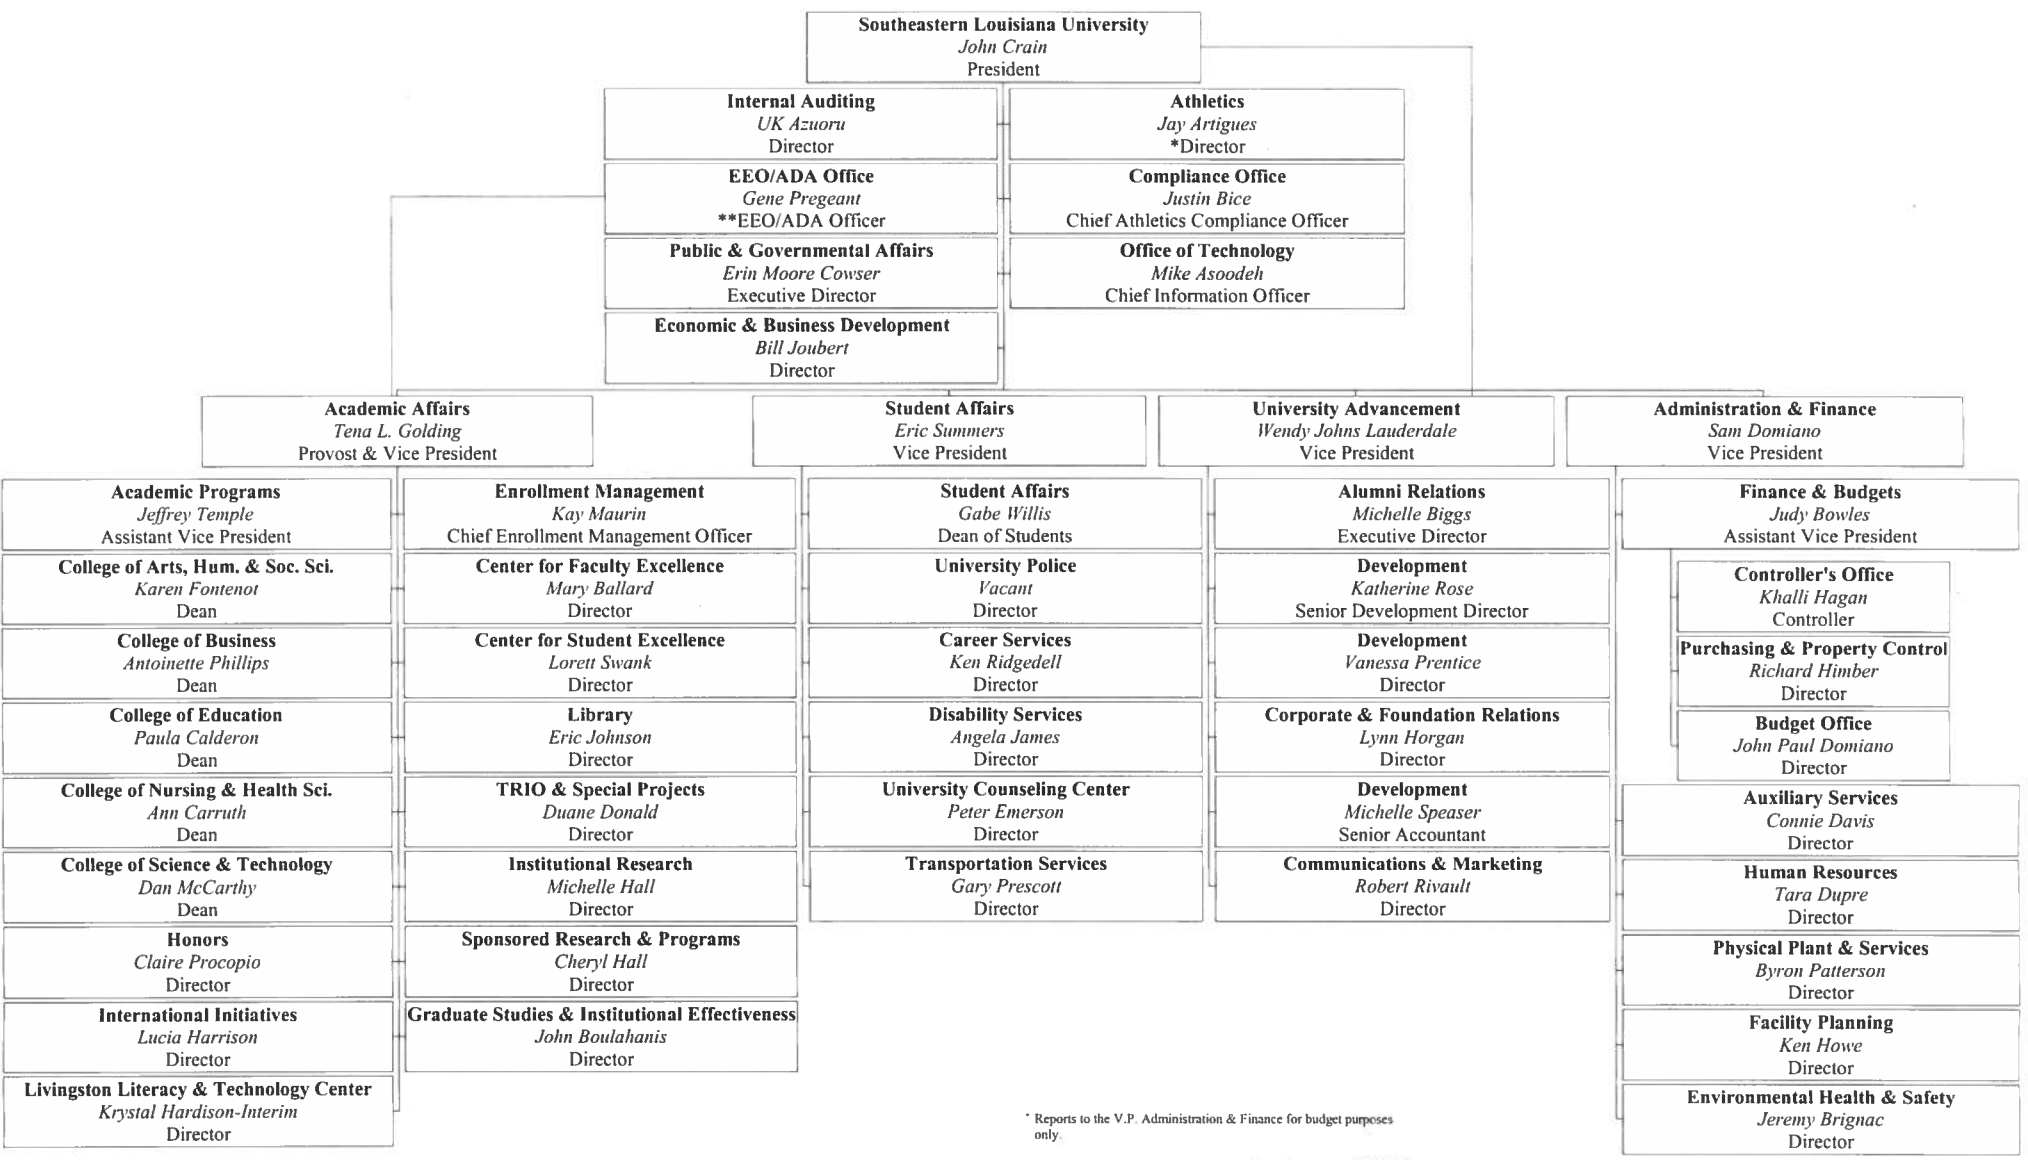 Southeastern Louisiana University
John Crain
President
Internal Auditing
UK Azuoru
Director
Athletics
Jay Artigues
*Director
EEO/ADA Office
Gene Pregeant
**EEO/ADA Officer
Compliance Office
Justin Bice
Chief Athletics Compliance Officer
Public & Governmental Affairs
Erin Moore Cowser
Executive Director
Office of Technology
Mike Asoodeh
Chief Information Officer
Economic & Business Development
Bill Joubert
Director
Academic Affairs
Tena L. Golding
Provost & Vice President
Student Affairs
Eric Summers
Vice President
University Advancement
Wendy Johns Lauderdale
Vice President
Administration & Finance
Sam Domiano
Vice President
Academic Programs
Jeffrey Temple
Assistant Vice President
College of Arts, Hum. & Soc. Sci.
Karen Fontenot
Dean
College of Business
Antoinette Phillips
Dean
College of Education
Paula Calderon
Dean
College of Nursing & Health Sci.
Ann Carruth
Dean
College of Science & Technology
Dan McCarthy
Dean
Honors
Claire Procopio
Director
International Initiatives
Lucia Harrison
Director
Livingston Literacy & Technology Center
Krystal Hardison-Interim
Director
Enrollment Management
Kay Maurin
Chief Enrollment Management Officer
Center for Faculty Excellence
Mary Ballard
Director
Center for Student Excellence
Lorett Swank
Director
Library
Eric Johnson
Director
TRIO & Special Projects
Duane Donald
Director
Institutional Research
Michelle Hall
Director
Sponsored Research & Programs
Cheryl Hall
Director
Graduate Studies & Institutional Effectiveness
John Boulahanis
Director
Student Affairs
Gabe Willis
Dean of Students
University Police
Vacant
Director
Career Services
Ken Ridgedell
Director
Disability Services
Angela James
Director
University Counseling Center
Peter Emerson
Director
Transportation Services
Gary Prescott
Director
Alumni Relations
Michelle Biggs
Executive Director
Development
Katherine Rose
Senior Development Director
Development
Vanessa Prentice
Director
Corporate & Foundation Relations
Lynn Horgan
Director
Development
Michelle Speaser
Senior Accountant
Communications & Marketing
Robert Rivault
Director
Finance & Budgets
Judy Bowles
Assistant Vice President
Controller's Office
Khalli Hagan
Controller
Purchasing & Property Control
Richard Himber
Director
Budget Office
John Paul Domiano
Director
Auxiliary Services
Connie Davis
Director
Human Resources
Tara Dupre
Director
Physical Plant & Services
Byron Patterson
Director
Facility Planning
Ken Howe
Director
Environmental Health & Safety
Jeremy Brignac
Director
* Reports to the V.P. Administration & Finance for budget purposes
only.